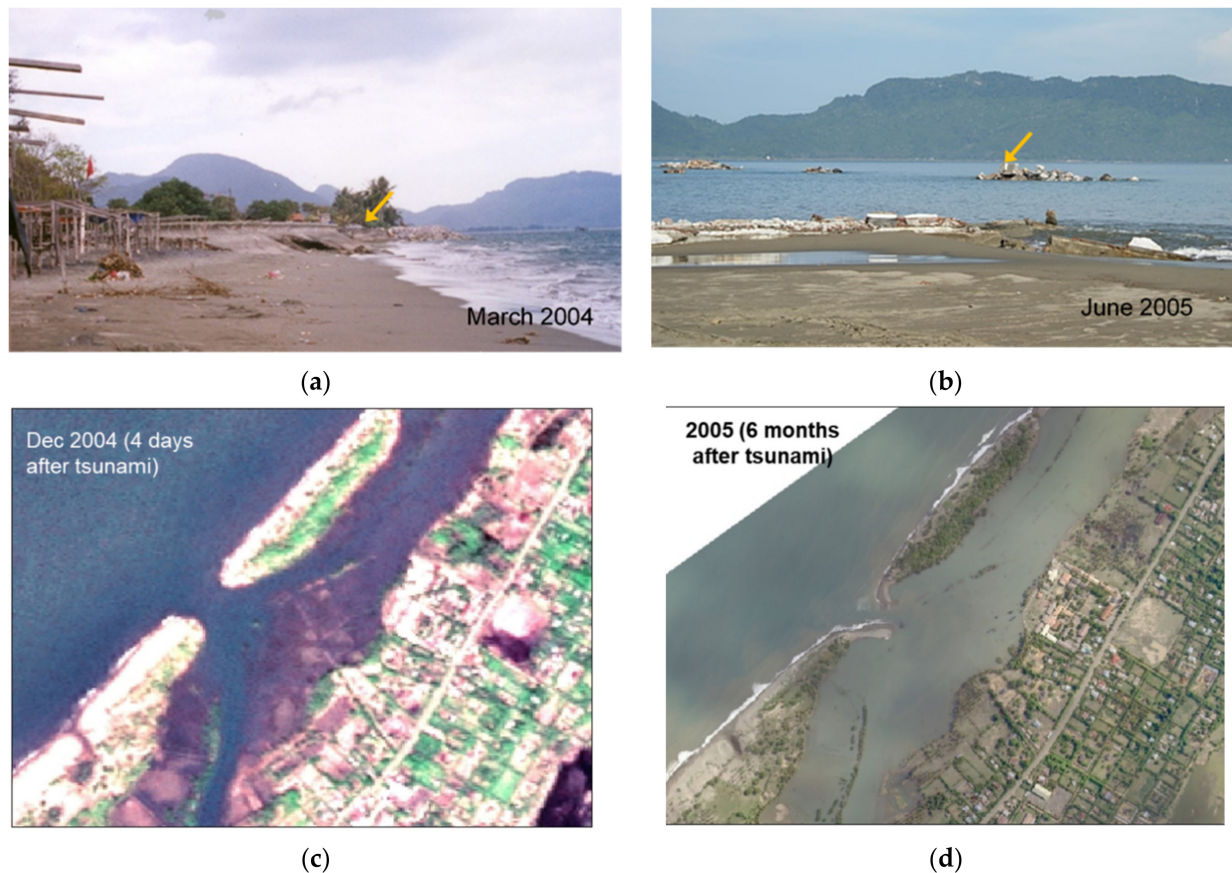 March 2004
June 2005
(a)
(b)
Dec 2004 (4 days
after tsunami)
2005 (6 months
after tsunami)
(c)
(d)